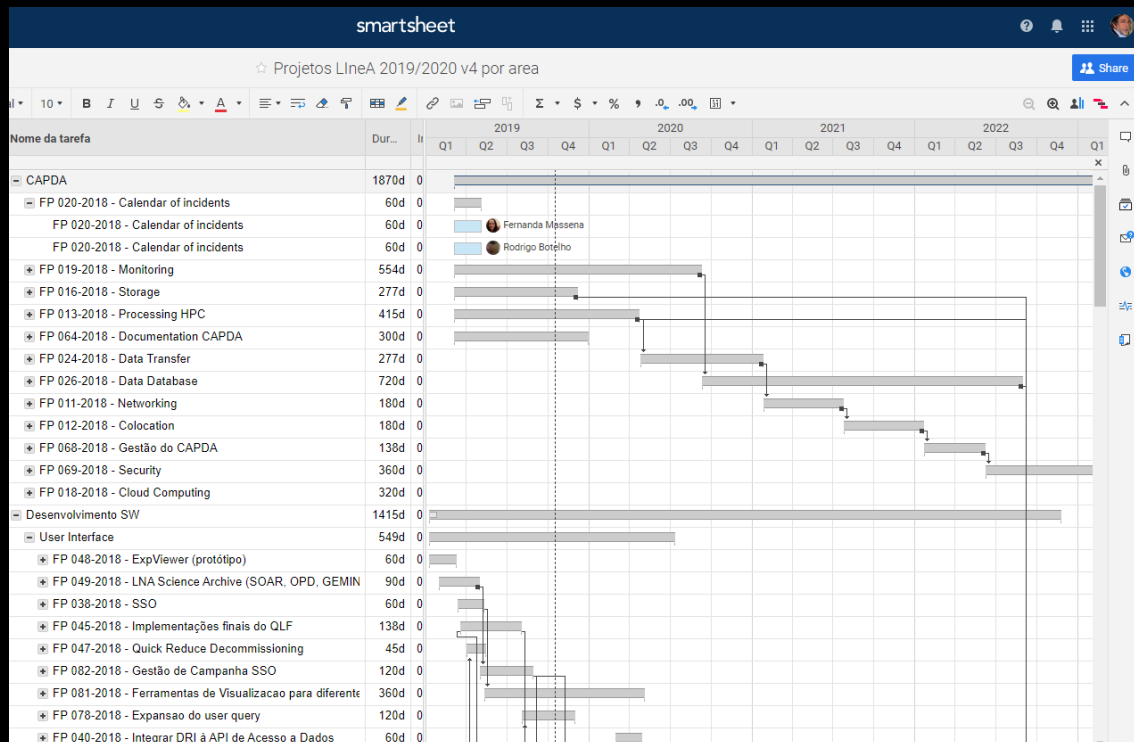 smartsheet
Projetos LIneA 2019/2020 v4 por area
Share
10 B I U S A Σ $ % .0 .00
Nome da tarefa Dur... 2019 2020 2021 2022
Q1 Q2 Q3 Q4 Q1 Q2 Q3 Q4 Q1 Q2 Q3 Q4 Q1 Q2 Q3 Q4 Q1
CAPDA 1870d 0
FP 020-2018 - Calendar of incidents 60d 0
FP 020-2018 - Calendar of incidents 60d 0 Fernanda Massena
FP 020-2018 - Calendar of incidents 60d 0 Rodrigo Botelho
FP 019-2018 - Monitoring 554d 0
FP 016-2018 - Storage 277d 0
FP 013-2018 - Processing HPC 415d 0
FP 064-2018 - Documentation CAPDA 300d 0
FP 024-2018 - Data Transfer 277d 0
FP 026-2018 - Data Database 720d 0
FP 011-2018 - Networking 180d 0
FP 012-2018 - Colocation 180d 0
FP 068-2018 - Gestão do CAPDA 138d 0
FP 069-2018 - Security 360d 0
FP 018-2018 - Cloud Computing 320d 0
Desenvolvimento SW 1415d 0
User Interface 549d 0
FP 048-2018 - ExpViewer (protótipo) 60d 0
FP 049-2018 - LNA Science Archive (SOAR, OPD, GEMIN 90d 0
FP 038-2018 - SSO 60d 0
FP 045-2018 - Implementações finais do QLF 138d 0
FP 047-2018 - Quick Reduce Decommissioning 45d 0
FP 082-2018 - Gestão de Campanha SSO 120d 0
FP 081-2018 - Ferramentas de Visualizacao para diferente 360d 0
FP 078-2018 - Expansao do user query 120d 0
FP 040-2018 - Integrar DRI à API de Acesso a Dados 60d 0